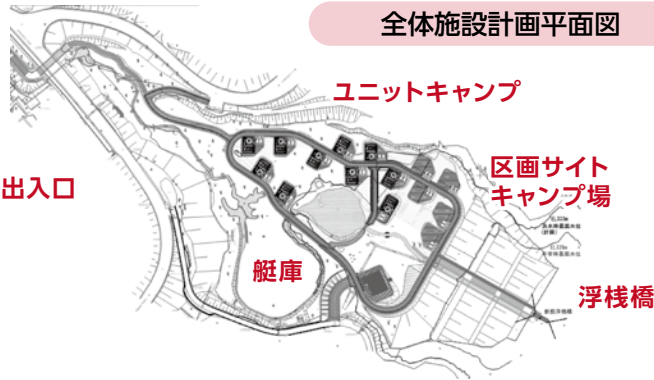 全体施設計画平面図
ユニットキャンプ
出入口
区画サイト
キャンプ場
艇庫
浮桟橋